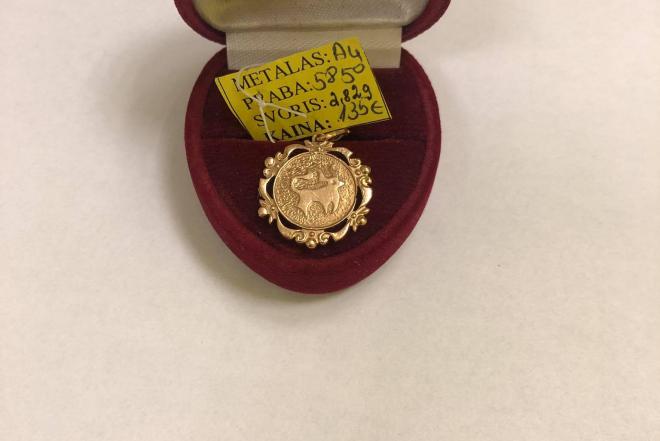 METALAS: Au
PRABA: 585°
SVORIS: 2,82g
KAINA: 135€